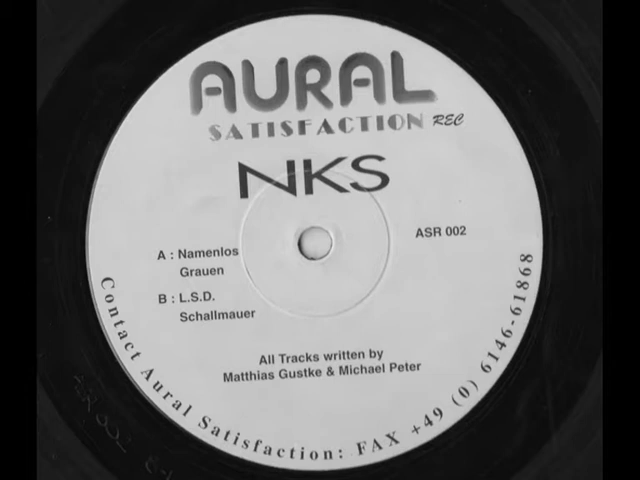 AURAL
SATISFACTION REC
NKS
ASR 002
A : Namenlos
Grauen
B : L.S.D.
Schallmauer
All Tracks written by
Matthias Gustke & Michael Peter
Contact Aural Satisfaction: FAX +49 (0) 6146-61868